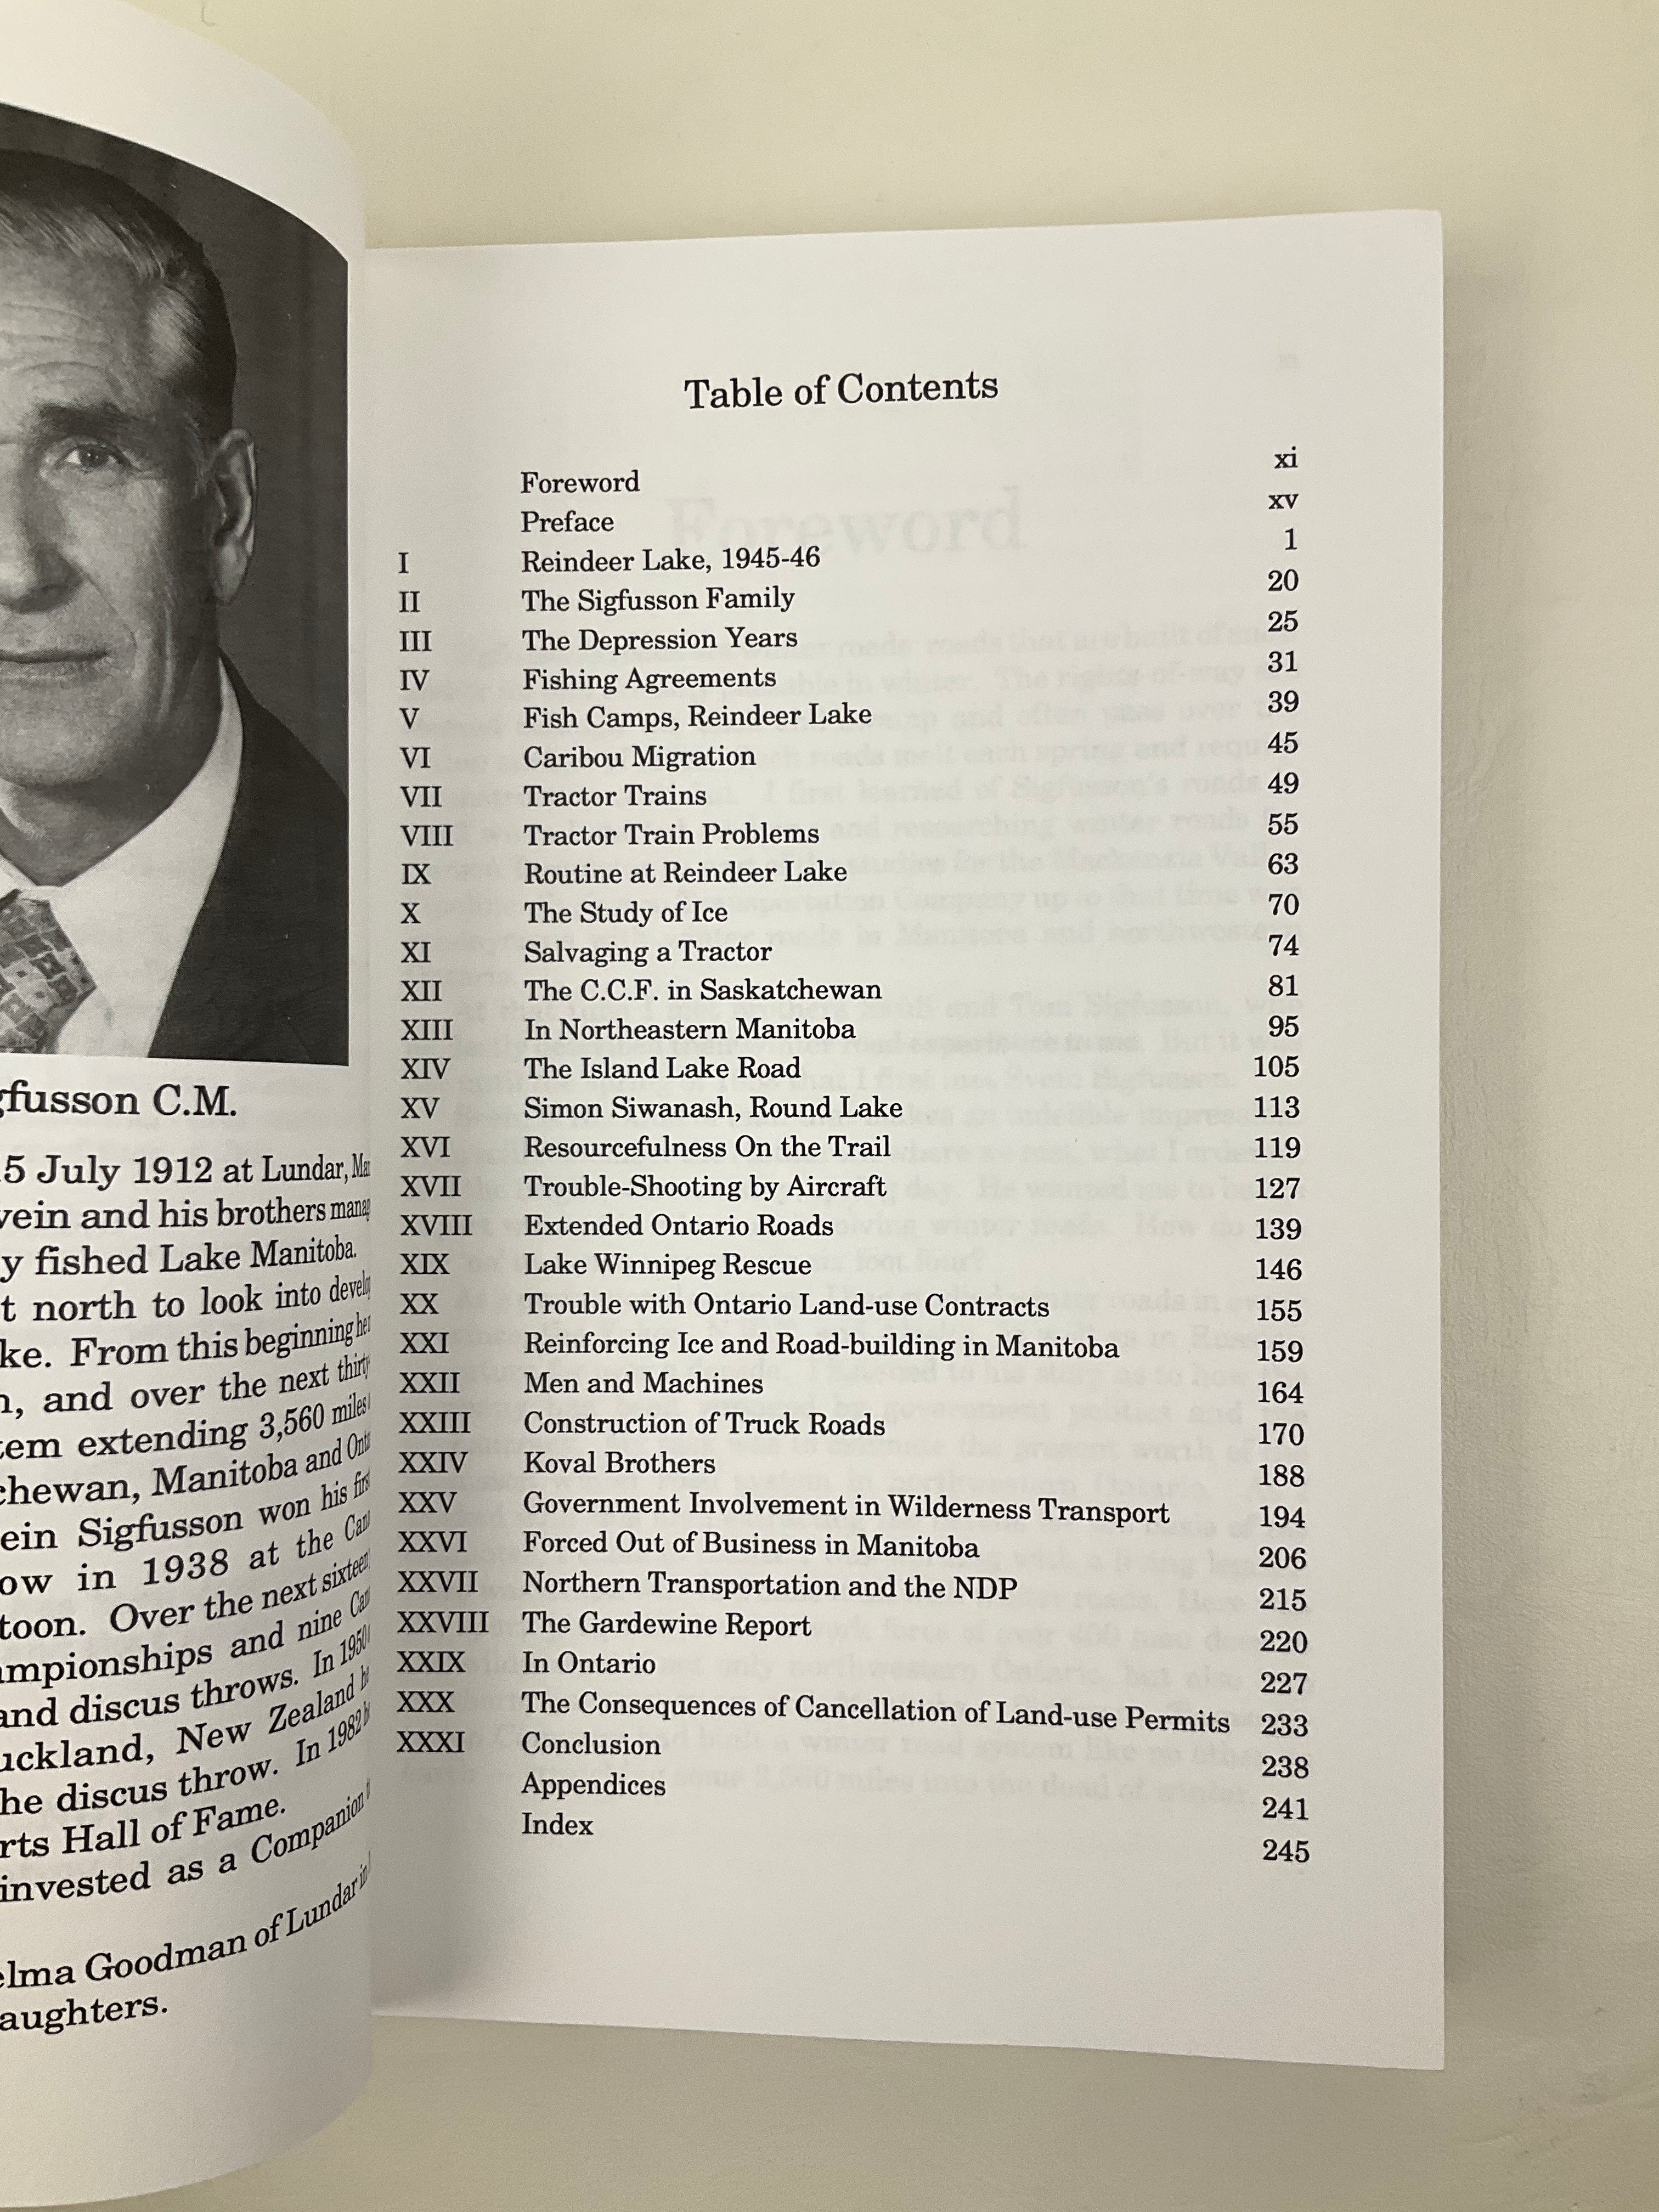 gfusson C.M.
5 July 1912 at Lundar,
vein and his brothers
y fished Lake Manitoba.
t north to look into
ke. From this beginning he
n, and over the next
tem extending 3,560 miles
chewan, Manitoba and
ein Sigfusson won his
ow in 1938 at the
toon. Over the next sixteen
mpionships and nine
and discus throws. In 1950
uckland, New Zealand
he discus throw. In 1982
rts Hall of Fame.
invested as a Companion
elma Goodman of Lundar in
aughters.
Table of Contents
Foreword xi
Preface xv
I Reindeer Lake, 1945-46 1
II The Sigfusson Family 20
III The Depression Years 25
IV Fishing Agreements 31
V Fish Camps, Reindeer Lake 39
VI Caribou Migration 45
VII Tractor Trains 49
VIII Tractor Train Problems 55
IX Routine at Reindeer Lake 63
X The Study of Ice 70
XI Salvaging a Tractor 74
XII The C.C.F. in Saskatchewan 81
XIII In Northeastern Manitoba 95
XIV The Island Lake Road 105
XV Simon Siwanash, Round Lake 113
XVI Resourcefulness On the Trail 119
XVII Trouble-Shooting by Aircraft 127
XVIII Extended Ontario Roads 139
XIX Lake Winnipeg Rescue 146
XX Trouble with Ontario Land-use Contracts 155
XXI Reinforcing Ice and Road-building in Manitoba 159
XXII Men and Machines 164
XXIII Construction of Truck Roads 170
XXIV Koval Brothers 188
XXV Government Involvement in Wilderness Transport 194
XXVI Forced Out of Business in Manitoba 206
XXVII Northern Transportation and the NDP 215
XXVIII The Gardewine Report 220
XXIX In Ontario 227
XXX The Consequences of Cancellation of Land-use Permits 233
XXXI Conclusion 238
Appendices 241
Index 245